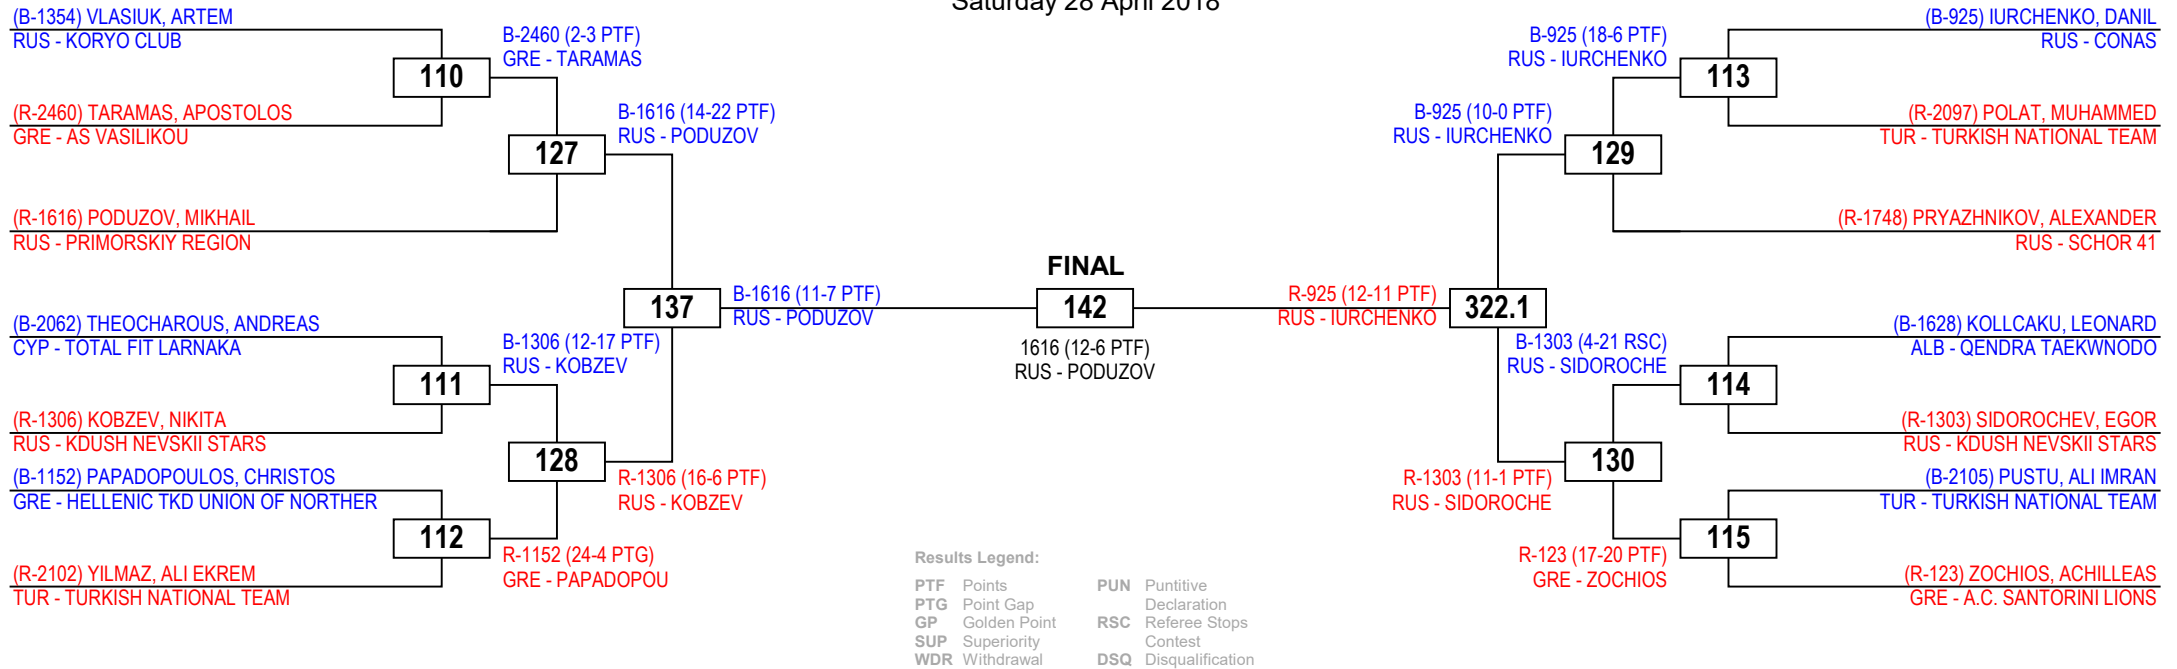 Saturday 28 April 2018
(B-1354) VLASIUK, ARTEM
RUS - KORYO CLUB
(R-2460) TARAMAS, APOSTOLOS
GRE - AS VASILIKOU
(R-1616) PODUZOV, MIKHAIL
RUS - PRIMORSKIY REGION
(B-2062) THEOCHAROUS, ANDREAS
CYP - TOTAL FIT LARNAKA
(R-1306) KOBZEV, NIKITA
RUS - KDUSH NEVSKII STARS
(B-1152) PAPADOPOULOS, CHRISTOS
GRE - HELLENIC TKD UNION OF NORTHER
(R-2102) YILMAZ, ALI EKREM
TUR - TURKISH NATIONAL TEAM
110
111
112
B-2460 (2-3 PTF)
GRE - TARAMAS
B-1306 (12-17 PTF)
RUS - KOBZEV
R-1152 (24-4 PTG)
GRE - PAPADOPOU
127
128
B-1616 (14-22 PTF)
RUS - PODUZOV
R-1306 (16-6 PTF)
RUS - KOBZEV
137
B-1616 (11-7 PTF)
RUS - PODUZOV
FINAL
142
1616 (12-6 PTF)
RUS - PODUZOV
R-925 (12-11 PTF)
RUS - IURCHENKO
322.1
B-925 (10-0 PTF)
RUS - IURCHENKO
R-1303 (11-1 PTF)
RUS - SIDOROCHE
129
130
B-925 (18-6 PTF)
RUS - IURCHENKO
B-1303 (4-21 RSC)
RUS - SIDOROCHE
R-123 (17-20 PTF)
GRE - ZOCHIOS
113
114
115
(B-925) IURCHENKO, DANIL
RUS - CONAS
(R-2097) POLAT, MUHAMMED
TUR - TURKISH NATIONAL TEAM
(R-1748) PRYAZHNIKOV, ALEXANDER
RUS - SCHOR 41
(B-1628) KOLLCAKU, LEONARD
ALB - QENDRA TAEKWNODO
(R-1303) SIDOROCHEV, EGOR
RUS - KDUSH NEVSKII STARS
(B-2105) PUSTU, ALI IMRAN
TUR - TURKISH NATIONAL TEAM
(R-123) ZOCHIOS, ACHILLEAS
GRE - A.C. SANTORINI LIONS
Results Legend:
PTF Points
PTG Point Gap
GP Golden Point
SUP Superiority
WDR Withdrawal
PUN Puntitive
Declaration
RSC Referee Stops
Contest
DSQ Disqualification